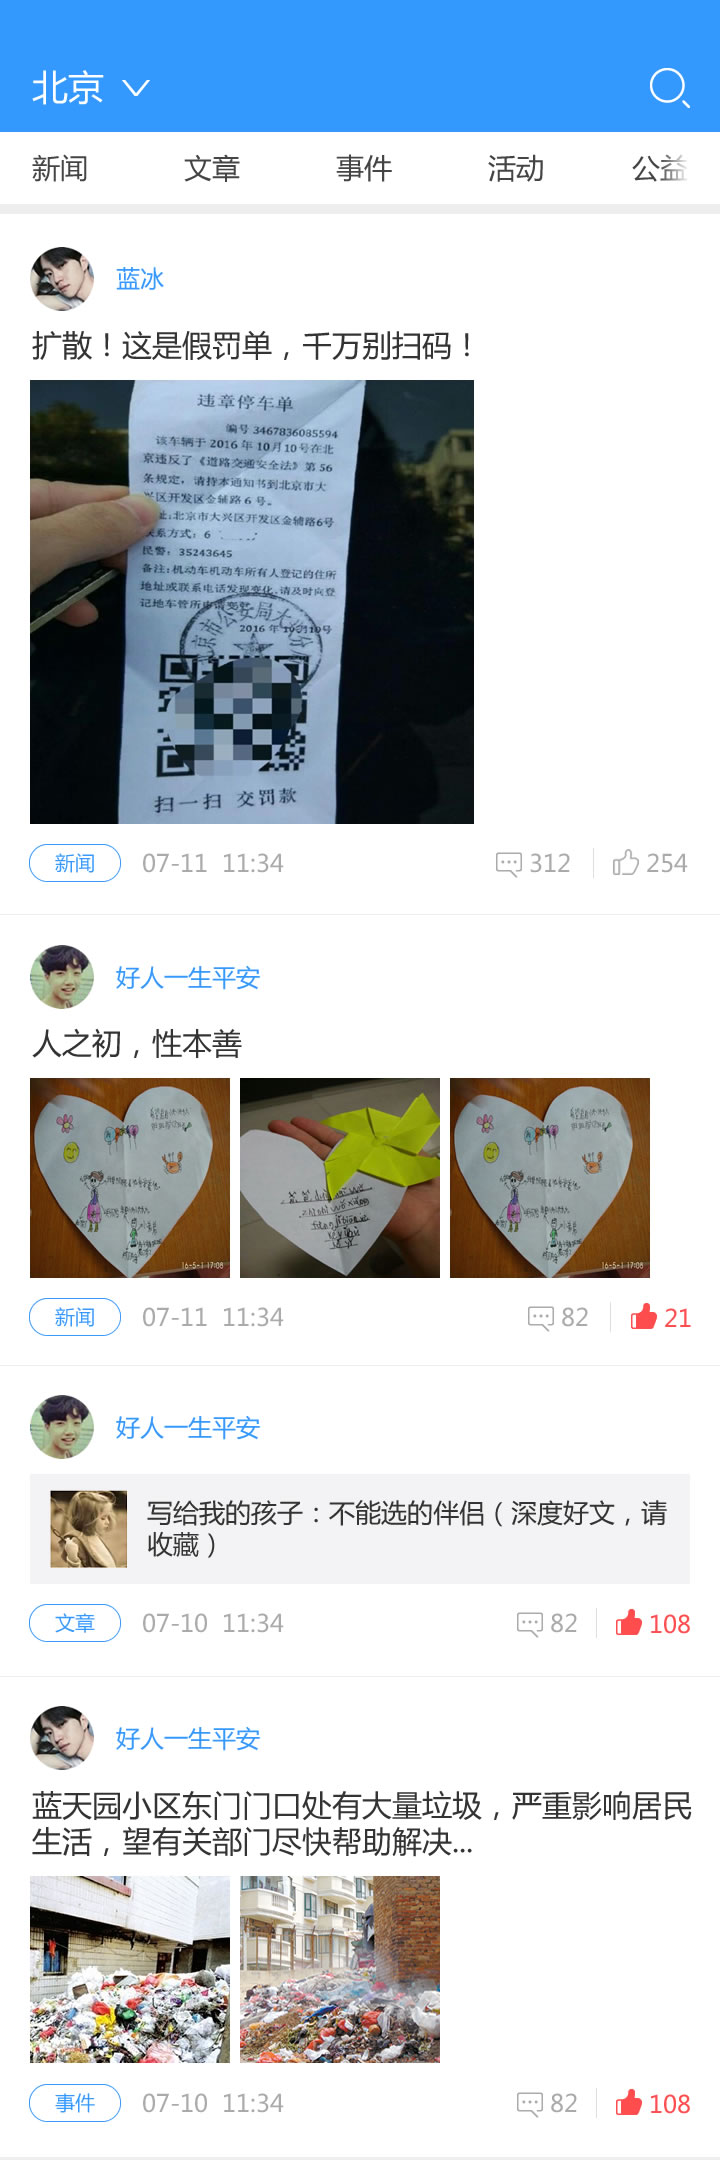 北京
新闻 文章 事件 活动 公益
蓝冰
扩散！这是假罚单，千万别扫码！
违章停车单
编号 3467836085594
该车辆于 2016 年 10月10号在北
京违反了《道路交通安全法》第 56
条规定，请持本通知书到北京市大
兴区开发区金辅路 6 号。
址:北京市大兴区开发区金辅路6号
联系方式: 6
民警: 35243645
备注:机动车机动车所有人登记的住所
地址或联系电话发现变化,请及时向登
记地车管所申请变更
2016 年 10月10号
北京市公安局大兴分
扫一扫 交罚款
新闻 07-11 11:34 312 254
好人一生平安
人之初，性本善
16-5-1 17:08
16-5-1 17:08
新闻 07-11 11:34 82 21
好人一生平安
写给我的孩子：不能选的伴侣（深度好文，请
收藏）
文章 07-10 11:34 82 108
好人一生平安
蓝天园小区东门门口处有大量垃圾，严重影响居民
生活，望有关部门尽快帮助解决...
事件 07-10 11:34 82 108